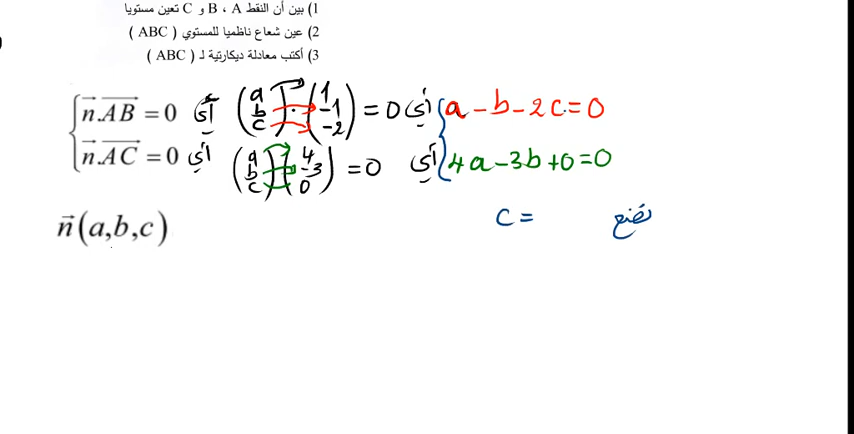 1) بين أن النقط A ، B و C تعين مستويا
2) عين شعاع ناظميا للمستوي ( ABC )
3) أكتب معادلة ديكارتية لـ ( ABC )
{ n⃗.AB⃗ = 0 أي (a b c) . (1 -1 -2) = 0 أي { a - b - 2c = 0
n⃗.AC⃗ = 0 أي (a b c) . (4 -3 0) = 0 أي 4a - 3b + 0 = 0
n⃗(a,b,c) نضع c =